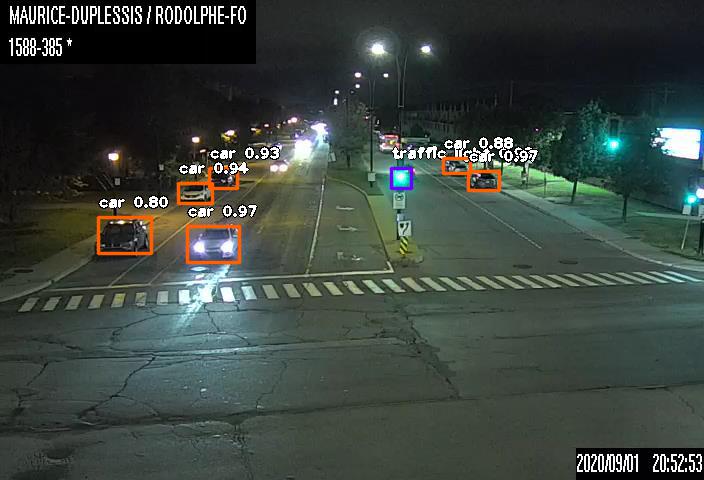 MAURICE-DUPLESSIS / RODOLPHE-FO
1588-385 *
car 0.88
car 0.93
traffic
car 0.97
car 0.94
car 0.80
car 0.97
2020/09/01 20:52:53